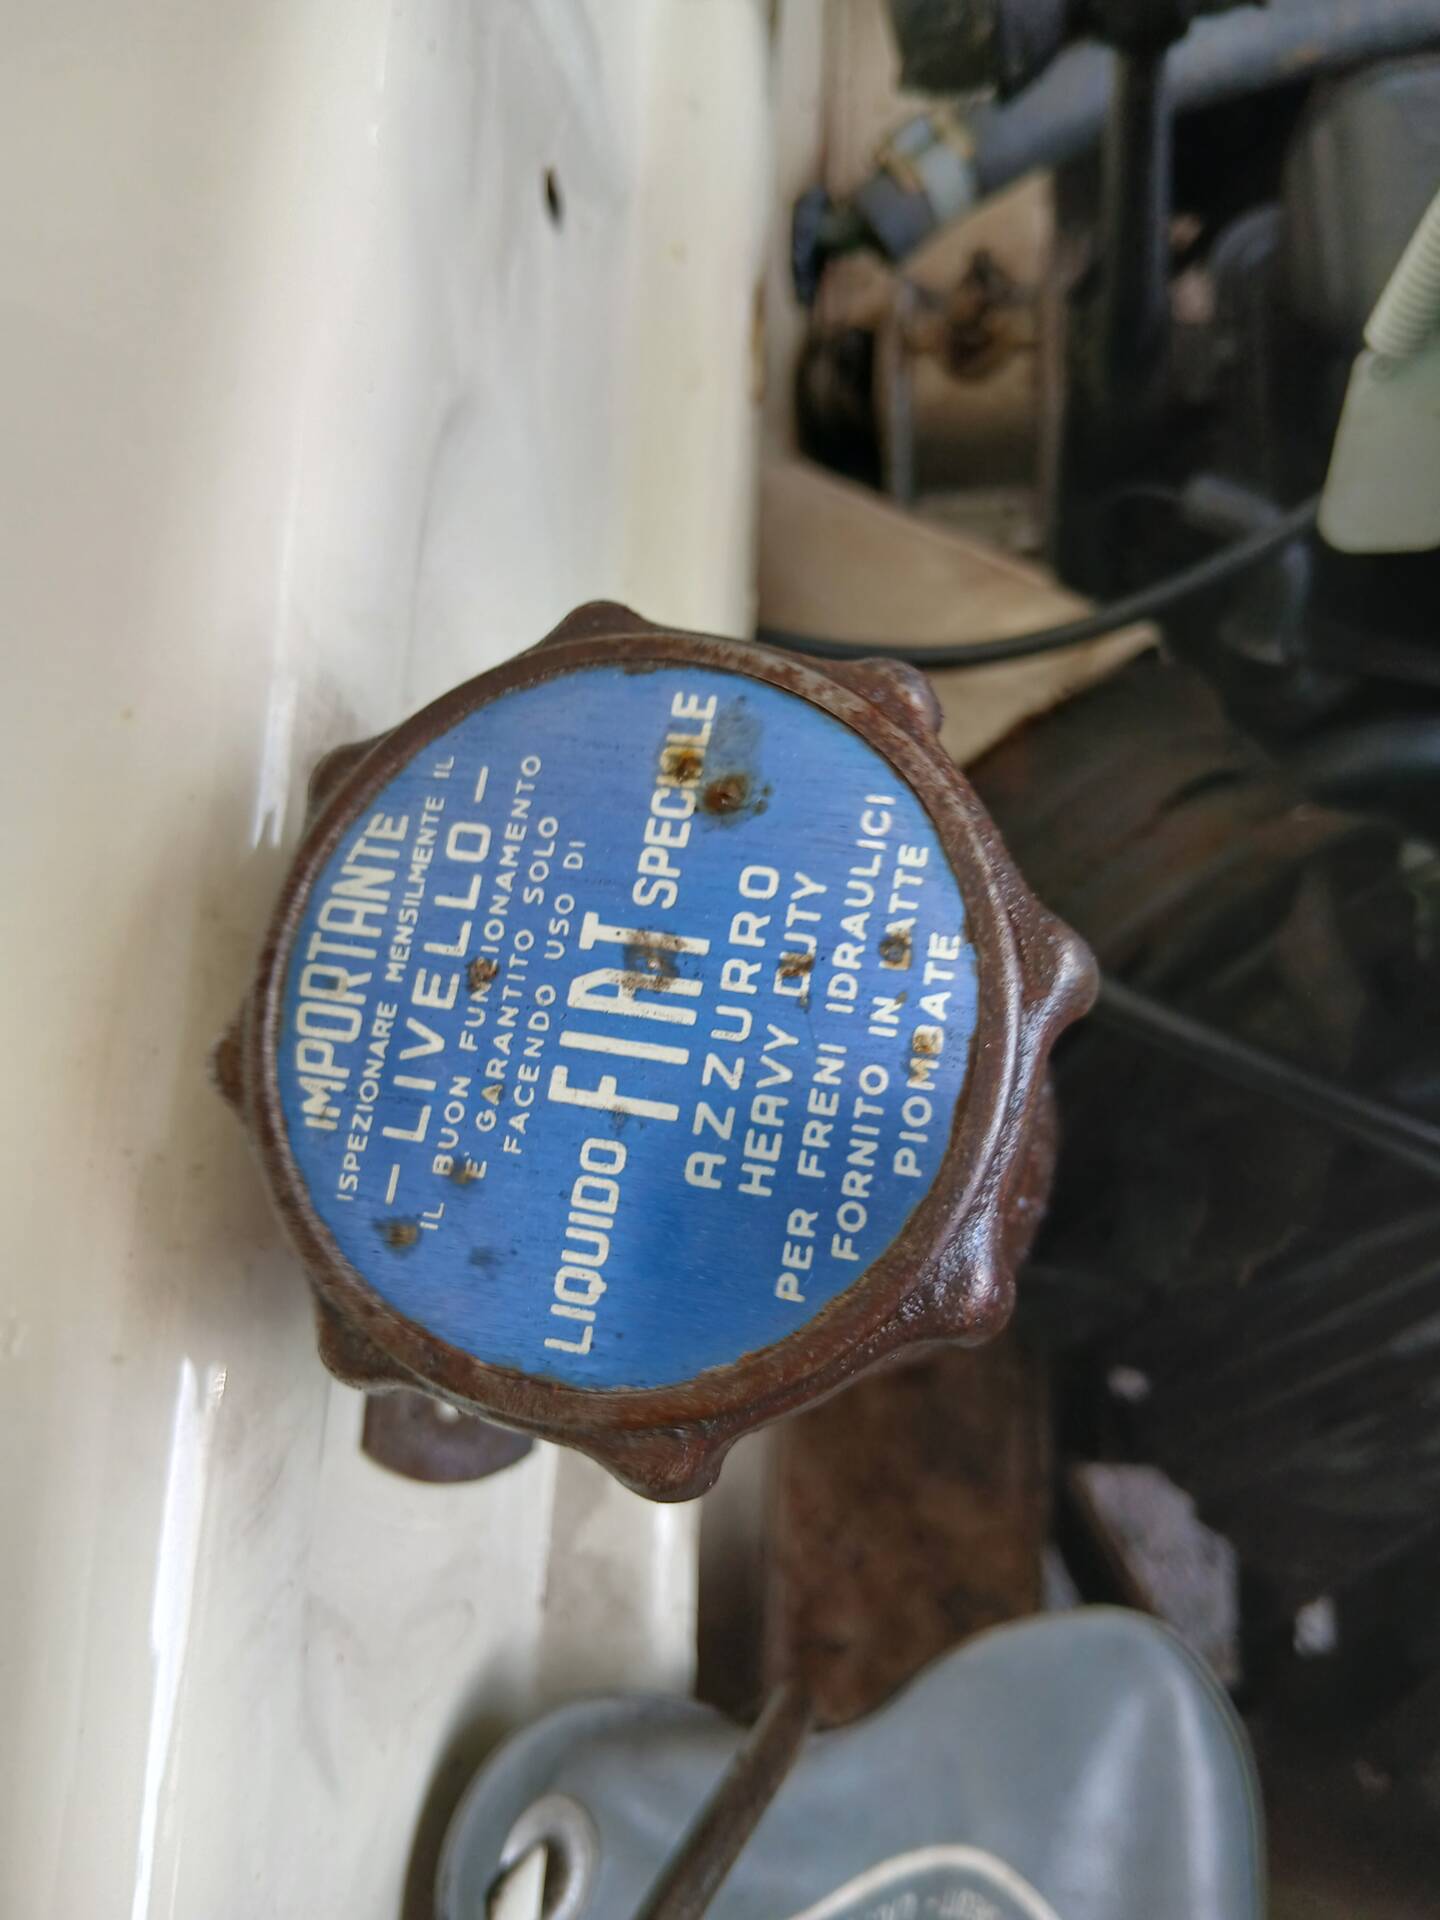 IMPORTANTE
ISPEZIONARE MENSILMENTE IL
— LIVELLO —
IL BUON FUNZIONAMENTO
E' GARANTITO SOLO
FACENDO USO DI
LIQUIDO FIAT SPECIALE
AZZURRO
HEAVY DUTY
PER FRENI IDRAULICI
FORNITO IN LATTE
PIOMBATE